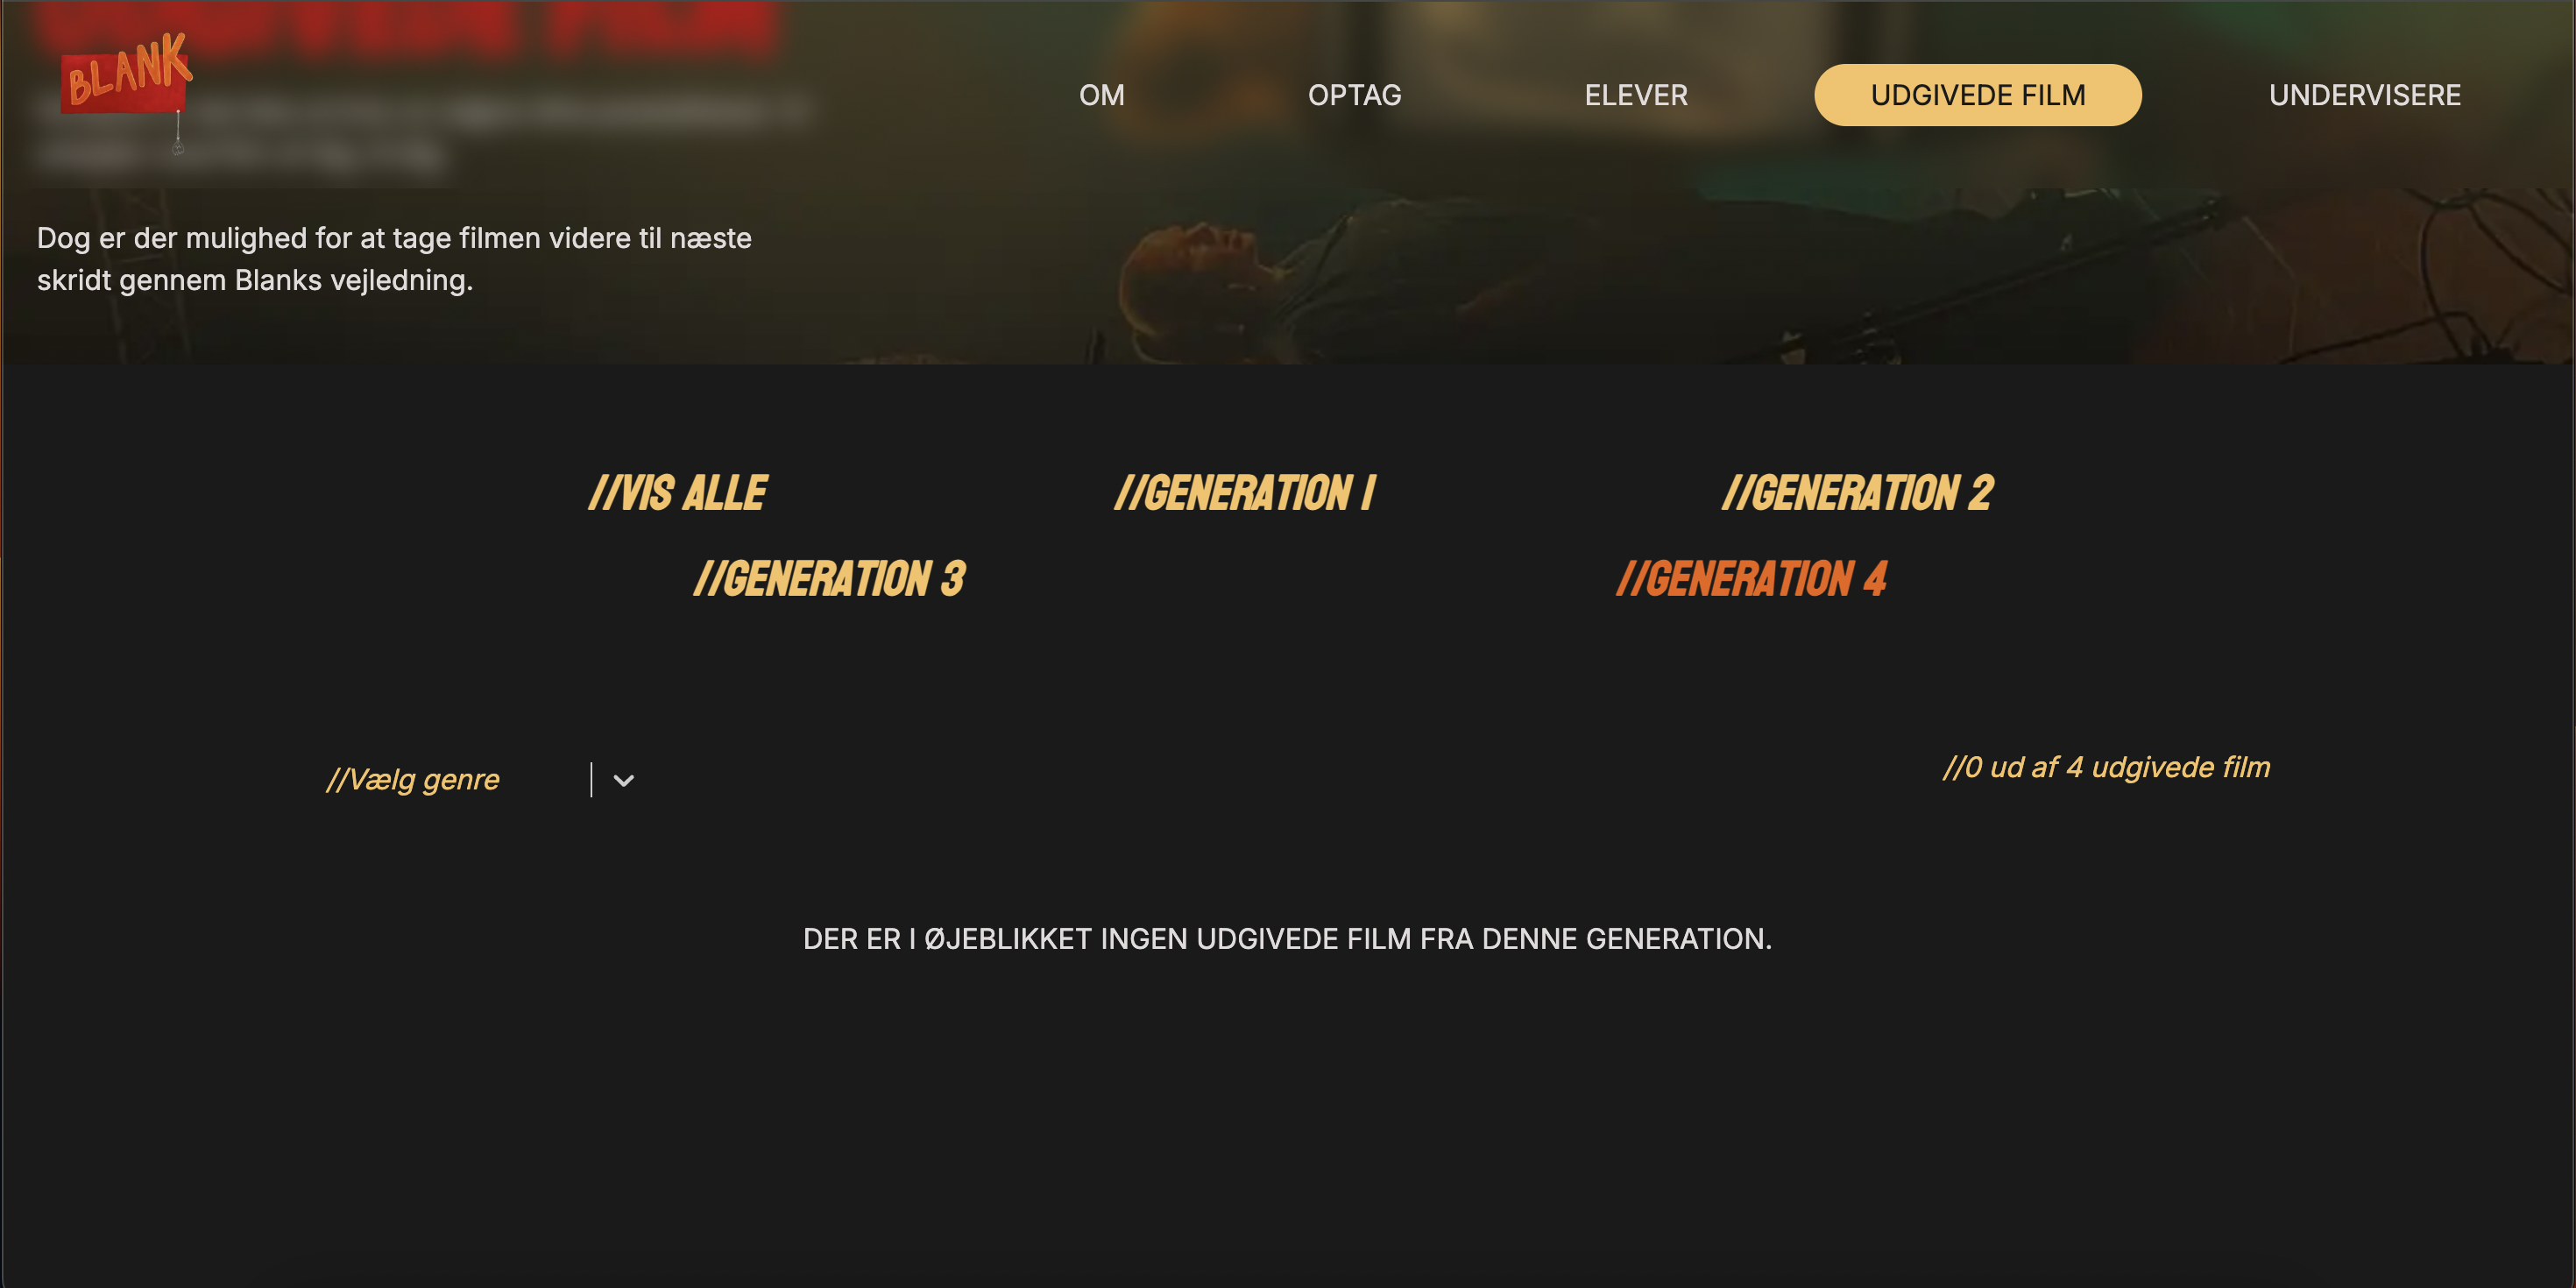 BLANK
OM
OPTAG
ELEVER
UDGIVEDE FILM
UNDERVISERE
Dog er der mulighed for at tage filmen videre til næste
skridt gennem Blanks vejledning.
//VIS ALLE
//GENERATION 1
//GENERATION 2
//GENERATION 3
//GENERATION 4
//Vælg genre
//0 ud af 4 udgivede film
DER ER I ØJEBLIKKET INGEN UDGIVEDE FILM FRA DENNE GENERATION.